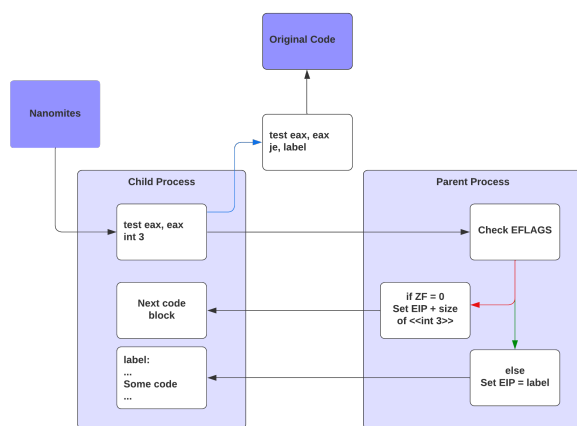 Original Code
Nanomites
test eax, eax
je, label
Child Process
Parent Process
test eax, eax
int 3
Check EFLAGS
Next code
block
if ZF = 0
Set EIP + size
of <<int 3>>
label:
...
Some code
...
else
Set EIP = label